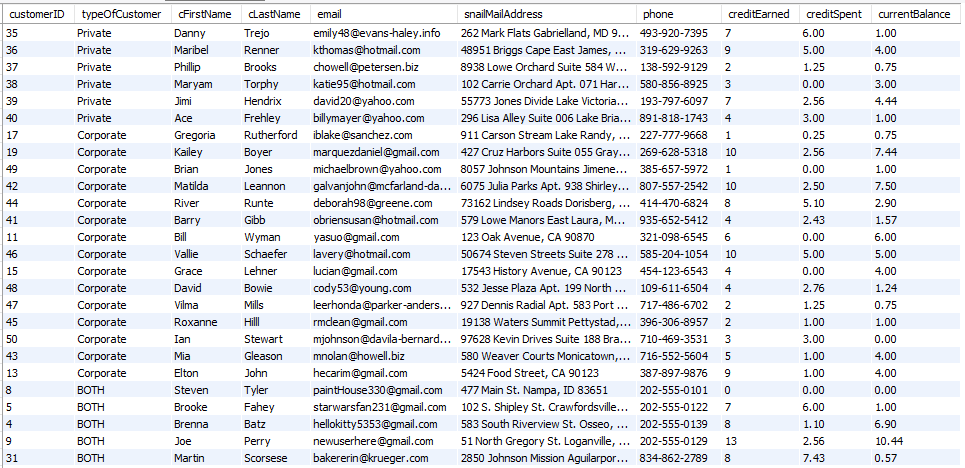 customerID typeOfCustomer cFirstName cLastName email snailMailAddress phone creditEarned creditSpent currentBalance
35 Private Danny Trejo emily48@evans-haley.info 262 Mark Flats Gabrielland, MD 9... 493-920-7395 7 6.00 1.00
36 Private Maribel Renner kthomas@hotmail.com 48951 Briggs Cape East James, ... 319-629-9263 9 5.00 4.00
37 Private Phillip Brooks chowell@petersen.biz 8938 Lowe Orchard Suite 584 W... 138-592-9129 2 1.25 0.75
38 Private Maryam Torphy katie95@hotmail.com 102 Carrie Orchard Apt. 071 Har... 580-856-8925 3 0.00 3.00
39 Private Jimi Hendrix david20@yahoo.com 55773 Jones Divide Lake Victoria... 193-797-6097 7 2.56 4.44
40 Private Ace Frehley billymayer@yahoo.com 296 Lisa Alley Suite 006 Lake Bria... 891-818-1743 4 3.00 1.00
17 Corporate Gregoria Rutherford iblake@sanchez.com 911 Carson Stream Lake Randy, ... 227-777-9668 1 0.25 0.75
19 Corporate Kailey Boyer marquezdaniel@gmail.com 427 Cruz Harbors Suite 055 Gray... 269-628-5318 10 2.56 7.44
49 Corporate Brian Jones michaelbrown@yahoo.com 8057 Johnson Mountains Jimene... 385-657-5972 1 0.00 1.00
42 Corporate Matilda Leannon galvanjohn@mcfarland-da... 6075 Julia Parks Apt. 938 Shirley... 807-557-2542 10 2.50 7.50
44 Corporate River Runte deborah98@greene.com 73162 Lindsey Roads Dorisberg, ... 414-470-6824 8 5.10 2.90
41 Corporate Barry Gibb obriensusan@hotmail.com 579 Lowe Manors East Laura, M... 935-652-5412 4 2.43 1.57
11 Corporate Bill Wyman yasuo@gmail.com 123 Oak Avenue, CA 90870 321-098-6545 6 0.00 6.00
46 Corporate Vallie Schaefer lavery@hotmail.com 50674 Steven Streets Suite 278 ... 585-204-1054 10 5.00 5.00
15 Corporate Grace Lehner lucian@gmail.com 17543 History Avenue, CA 90123 454-123-6543 4 0.00 4.00
48 Corporate David Bowie cody53@young.com 532 Jesse Plaza Apt. 199 North ... 109-611-6504 4 2.76 1.24
47 Corporate Vilma Mills leerhonda@parker-anders... 927 Dennis Radial Apt. 583 Port ... 717-486-6702 2 1.25 0.75
45 Corporate Roxanne Hilll rmclean@gmail.com 19138 Waters Summit Pettystad,... 396-306-8957 2 1.00 1.00
50 Corporate Ian Stewart mjohnson@davila-bernard... 97628 Kevin Drives Suite 188 Bra... 710-469-3531 3 3.00 0.00
43 Corporate Mia Gleason mnolan@howell.biz 580 Weaver Courts Monicatown,... 716-552-5604 5 1.00 4.00
13 Corporate Elton John hecarim@gmail.com 5424 Food Street, CA 90123 387-897-9876 9 1.00 4.00
8 BOTH Steven Tyler paintHouse330@gmail.com 477 Main St. Nampa, ID 83651 202-555-0101 0 0.00 0.00
5 BOTH Brooke Fahey starwarsfan231@gmail.com 102 S. Shipley St. Crawfordsville... 202-555-0122 7 6.00 1.00
4 BOTH Brenna Batz hellokitty5353@gmail.com 583 South Riverview St. Osseo, ... 202-555-0139 8 1.10 6.90
9 BOTH Joe Perry newuserhere@gmail.com 51 North Gregory St. Loganville, ... 202-555-0179 13 2.56 10.44
31 BOTH Martin Scorsese bakererin@krueger.com 2850 Johnson Mission Aguilarpor... 834-862-2789 8 7.43 0.57